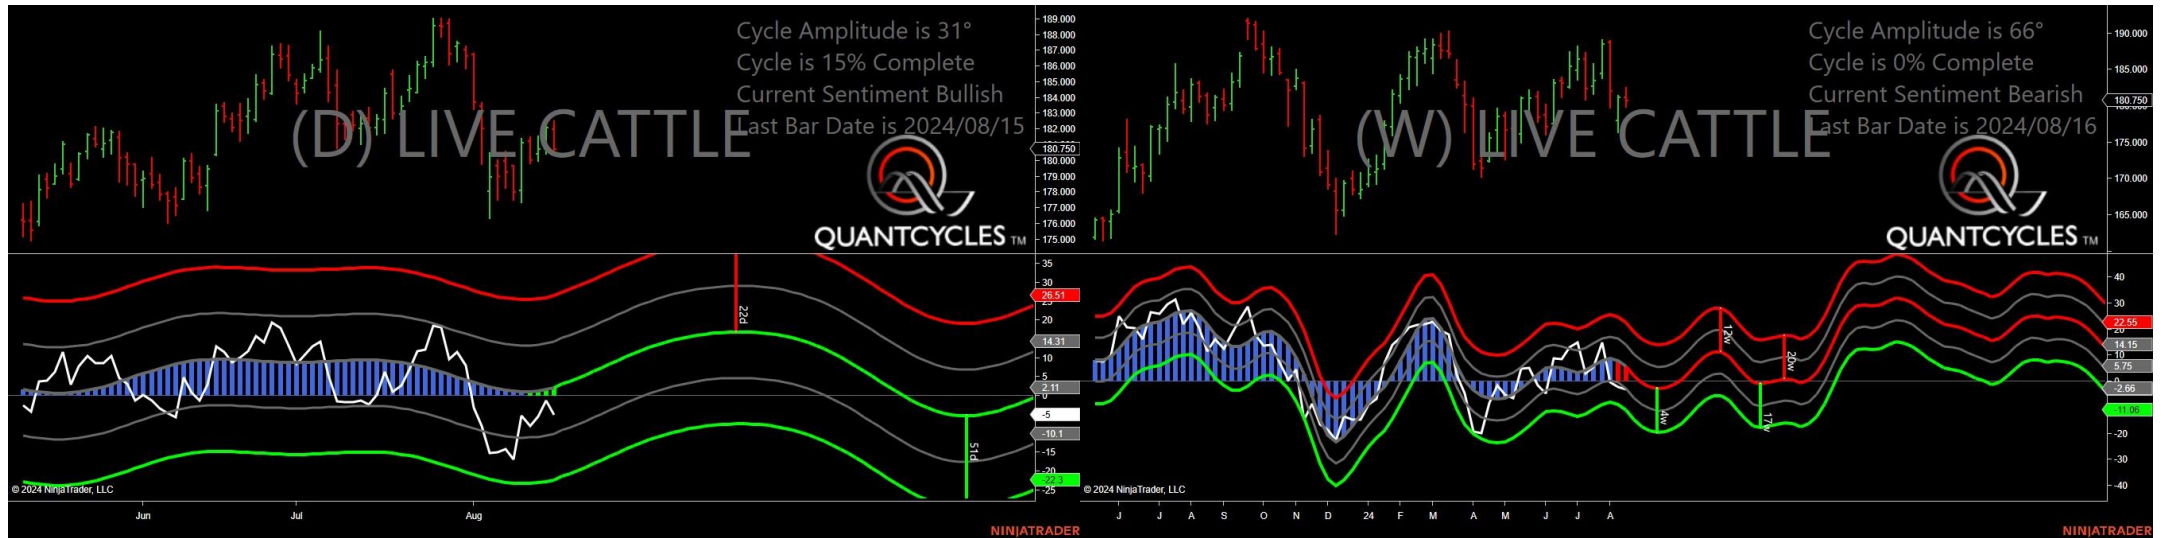 Cycle Amplitude is 31°
Cycle is 15% Complete
Current Sentiment Bullish
Last Bar Date is 2024/08/15
(D) LIVE CATTLE
QUANTCYCLES TM
189.000
188.000
187.000
186.000
185.000
184.000
183.000
182.000
180.750
180.000
179.000
178.000
177.000
176.000
175.000
35
30
26.51
20
14.31
10
5
2.11
0
-5
-10.1
-15
-20
-22.3
-25
22d
51d
© 2024 NinjaTrader, LLC
Jun Jul Aug
NINJATRADER
Cycle Amplitude is 66°
Cycle is 0% Complete
Current Sentiment Bearish
Last Bar Date is 2024/08/16
(W) LIVE CATTLE
QUANTCYCLES TM
190.000
185.000
180.750
175.000
170.000
165.000
40
30
22.55
20
14.15
10
5.75
-2.66
-11.06
-20
-30
-40
12w
20w
4w
17w
© 2024 NinjaTrader, LLC
J J A S O N D 24 F M A M J J A
NINJATRADER